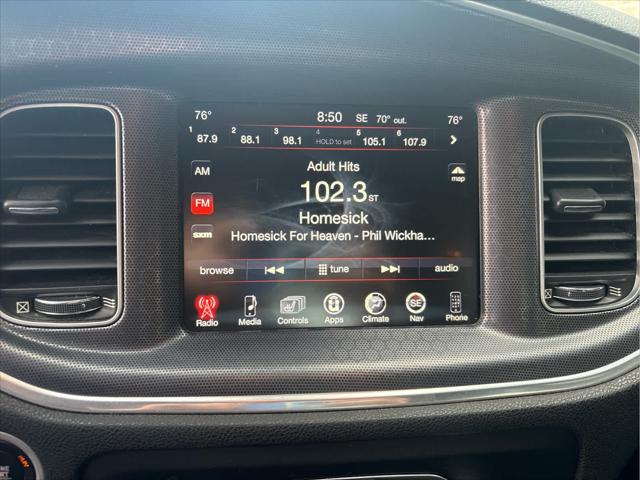 76° 8:50 SE 70° out. 76°
1 87.9 2 88.1 3 98.1 4 HOLD to set 5 105.1 6 107.9
AM Adult Hits map
102.3 ST
FM Homesick
sxm Homesick For Heaven - Phil Wickha...
browse tune audio
Radio Media Controls Apps Climate SE Nav Phone